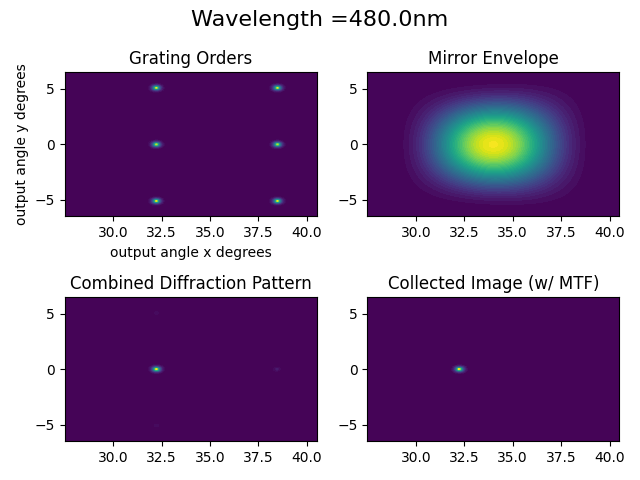 Wavelength =480.0nm
Grating Orders
Mirror Envelope
output angle y degrees
5
0
−5
30.0 32.5 35.0 37.5 40.0
output angle x degrees
5
0
−5
30.0 32.5 35.0 37.5 40.0
Combined Diffraction Pattern
Collected Image (w/ MTF)
5
0
−5
30.0 32.5 35.0 37.5 40.0
5
0
−5
30.0 32.5 35.0 37.5 40.0